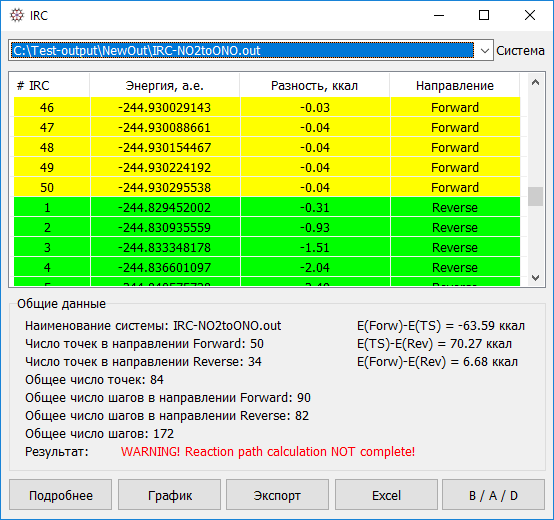 IRC
C:\Test-output\NewOut\IRC-NO2toONO.out Система
# IRC Энергия, а.е. Разность, ккал Направление
46 -244.930029143 -0.03 Forward
47 -244.930088661 -0.04 Forward
48 -244.930154467 -0.04 Forward
49 -244.930224192 -0.04 Forward
50 -244.930295538 -0.04 Forward
1 -244.829452002 -0.31 Reverse
2 -244.830935559 -0.93 Reverse
3 -244.833348178 -1.51 Reverse
4 -244.836601097 -2.04 Reverse
Общие данные
Наименование системы: IRC-NO2toONO.out E(Forw)-E(TS) = -63.59 ккал
Число точек в направлении Forward: 50 E(TS)-E(Rev) = 70.27 ккал
Число точек в направлении Reverse: 34 E(Forw)-E(Rev) = 6.68 ккал
Общее число точек: 84
Общее число шагов в направлении Forward: 90
Общее число шагов в направлении Reverse: 82
Общее число шагов: 172
Результат: WARNING! Reaction path calculation NOT complete!
Подробнее График Экспорт Excel B / A / D